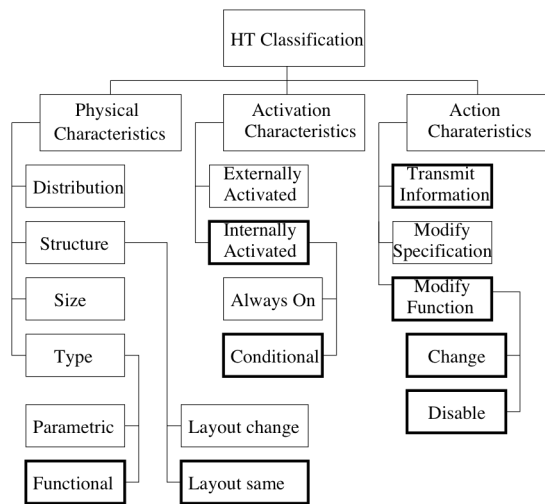 HT Classification
Physical
Characteristics
Activation
Characteristics
Action
Charateristics
Distribution
Structure
Size
Type
Parametric
Functional
Layout change
Layout same
Externally
Activated
Internally
Activated
Always On
Conditional
Transmit
Information
Modify
Specification
Modify
Function
Change
Disable